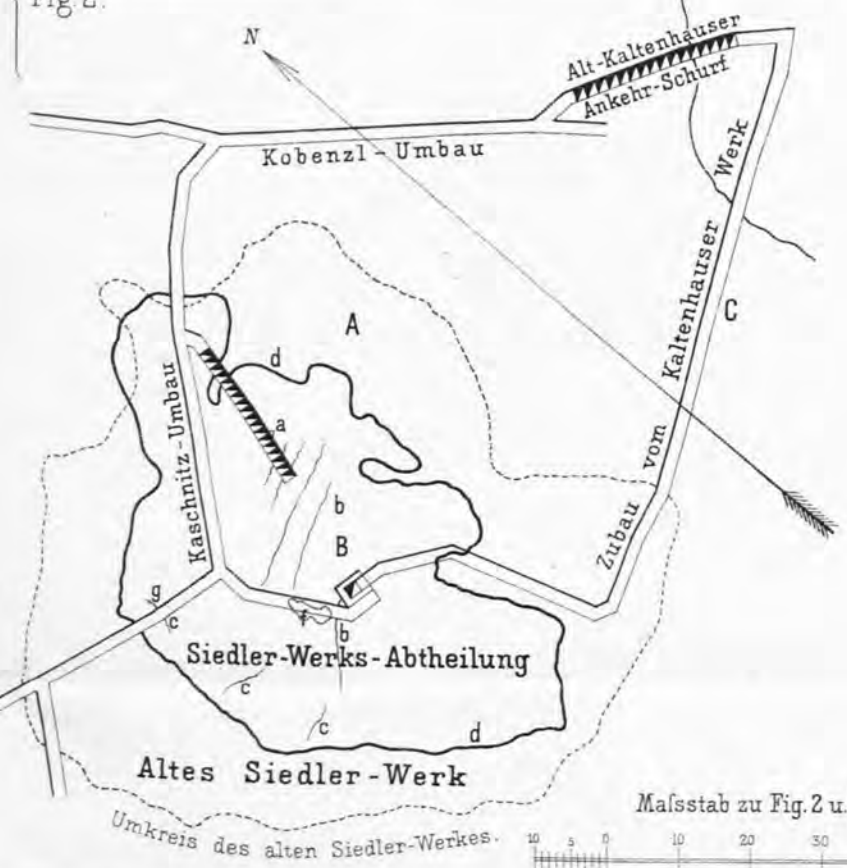 Fig. 2.
N
Alt-Kaltenhauser
Ankehr-Schurf
Kobenzl-Umbau
Zubau vom Kaltenhauser Werk
A
C
d
a
Kaschnitz-Umbau
b
B
g
c
f
b
Siedler-Werks-Abtheilung
c
c
d
Altes Siedler-Werk
Umkreis des alten Siedler-Werkes.
Maſsstab zu Fig. 2 u.
10 5 0 10 20 30